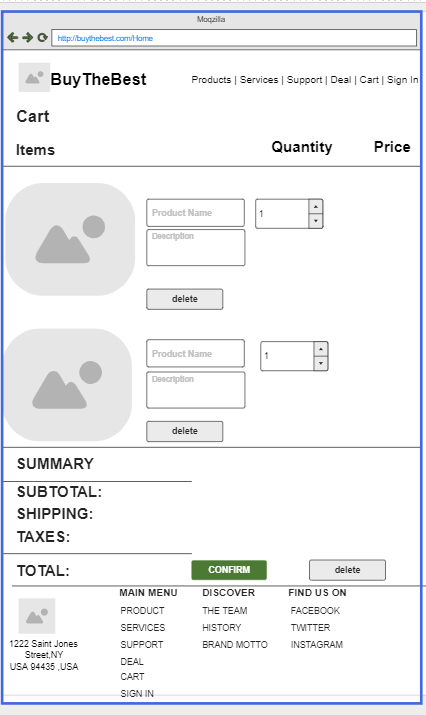 Moqzilla
http://buythebest.com/Home
BuyTheBest
Products | Services | Support | Deal | Cart | Sign In
Cart
Items Quantity Price
Product Name 1
Description
delete
Product Name 1
Description
delete
SUMMARY
SUBTOTAL:
SHIPPING:
TAXES:
TOTAL: CONFIRM delete
MAIN MENU DISCOVER FIND US ON
PRODUCT THE TEAM FACEBOOK
SERVICES HISTORY TWITTER
SUPPORT BRAND MOTTO INSTAGRAM
DEAL
CART
SIGN IN
1222 Saint Jones
Street,NY
USA 94435 ,USA